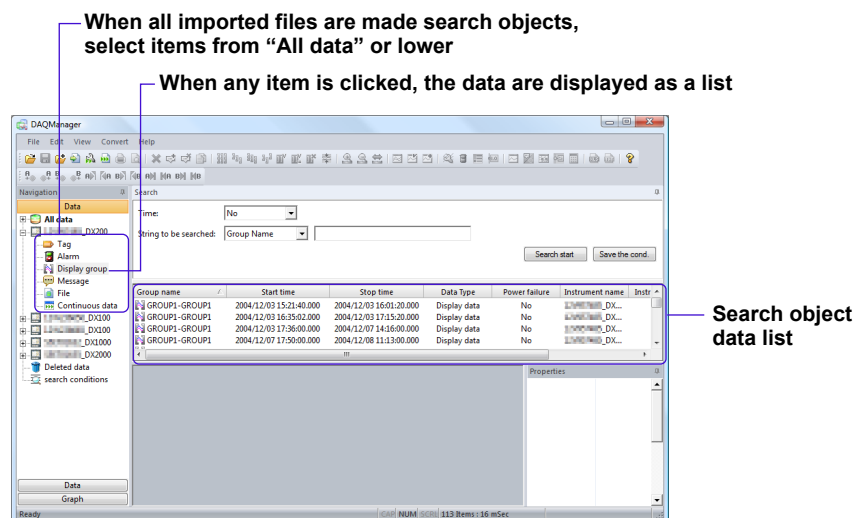 When all imported files are made search objects,
select items from “All data” or lower
When any item is clicked, the data are displayed as a list
DAQManager
File Edit View Convert Help
Navigation
Search
Data
All data
_DX200
Tag
Alarm
Display group
Message
File
Continuous data
_DX100
_DX100
_DX1000
_DX2000
Deleted data
search conditions
Time: No
String to be searched: Group Name
Search start Save the cond.
Group name Start time Stop time Data Type Power failure Instrument name Instr
GROUP1-GROUP1 2004/12/03 15:21:40.000 2004/12/03 16:01:20.000 Display data No _DX...
GROUP1-GROUP1 2004/12/03 16:35:02.000 2004/12/03 17:15:20.000 Display data No _DX...
GROUP1-GROUP1 2004/12/03 17:36:00.000 2004/12/07 14:16:00.000 Display data No _DX...
GROUP1-GROUP1 2004/12/07 17:50:00.000 2004/12/08 11:13:00.000 Display data No _DX...
Search object
data list
Properties
Data
Graph
Ready
CAP NUM SCRL 113 Items : 16 mSec